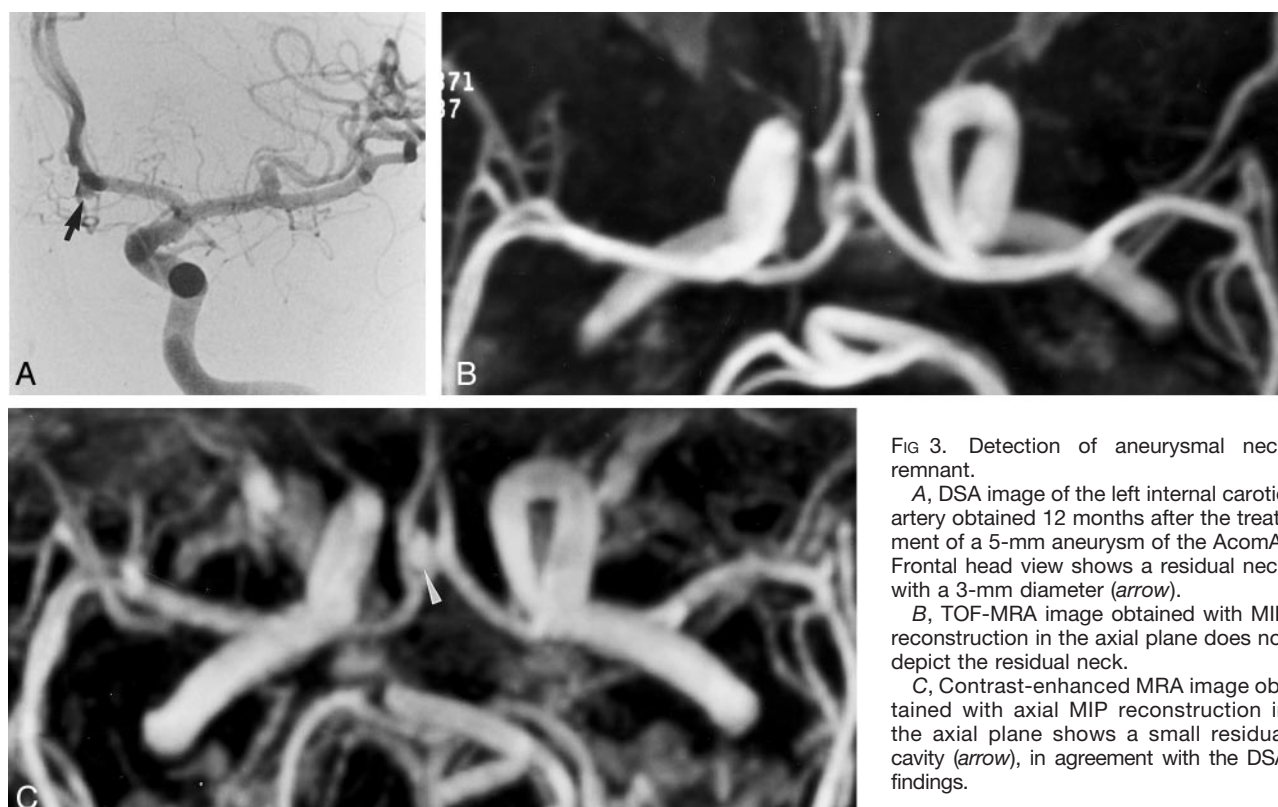 371
37
A
B
C
FIG 3. Detection of aneurysmal nec
remnant.
A, DSA image of the left internal carotic
artery obtained 12 months after the treat-
ment of a 5-mm aneurysm of the AcomA
Frontal head view shows a residual nec
with a 3-mm diameter (arrow).
B, TOF-MRA image obtained with MIP
reconstruction in the axial plane does no
depict the residual neck.
C, Contrast-enhanced MRA image ob-
tained with axial MIP reconstruction i
the axial plane shows a small residua
cavity (arrow), in agreement with the DSA
findings.